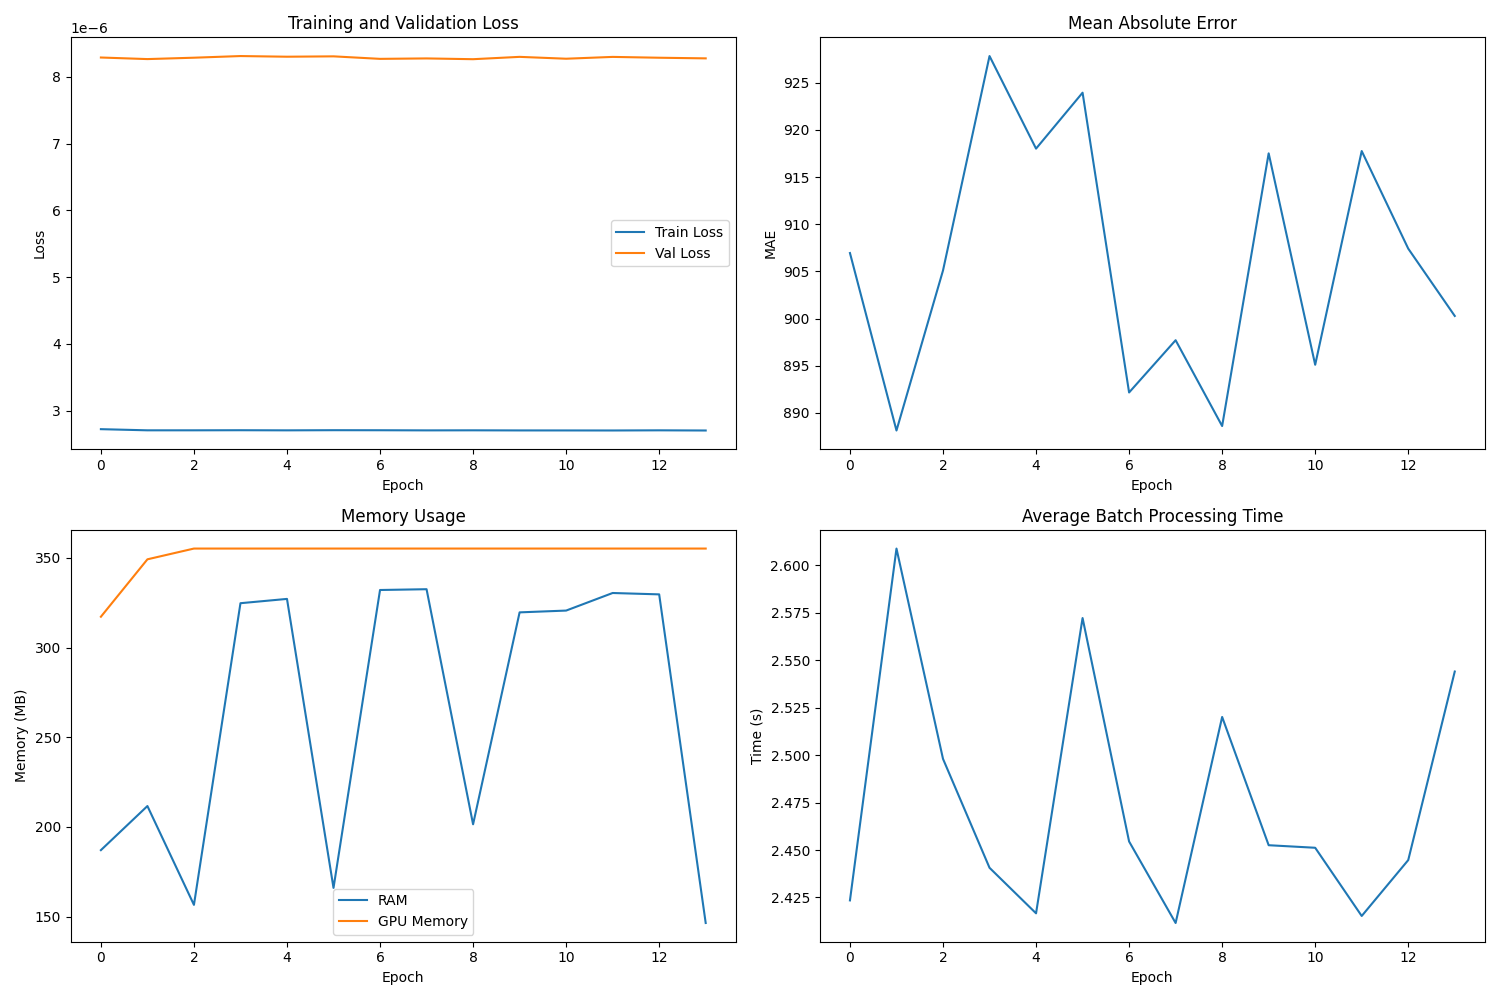 Training and Validation Loss
1e−6
8
7
6
5
4
3
Loss
Train Loss
Val Loss
0 2 4 6 8 10 12
Epoch
Mean Absolute Error
925
920
915
910
905
900
895
890
MAE
0 2 4 6 8 10 12
Epoch
Memory Usage
350
300
250
200
150
Memory (MB)
RAM
GPU Memory
0 2 4 6 8 10 12
Epoch
Average Batch Processing Time
2.600
2.575
2.550
2.525
2.500
2.475
2.450
2.425
Time (s)
0 2 4 6 8 10 12
Epoch